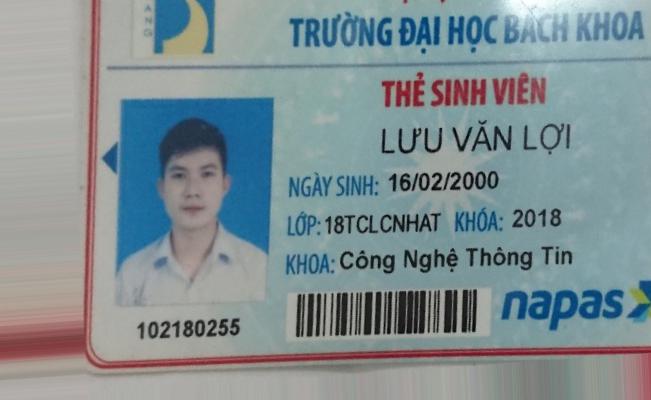 ANG
TRƯỜNG ĐẠI HỌC BÁCH KHOA
THẺ SINH VIÊN
LƯU VĂN LỢI
NGÀY SINH: 16/02/2000
LỚP: 18TCLCNHAT KHÓA: 2018
KHOA: Công Nghệ Thông Tin
napas
102180255